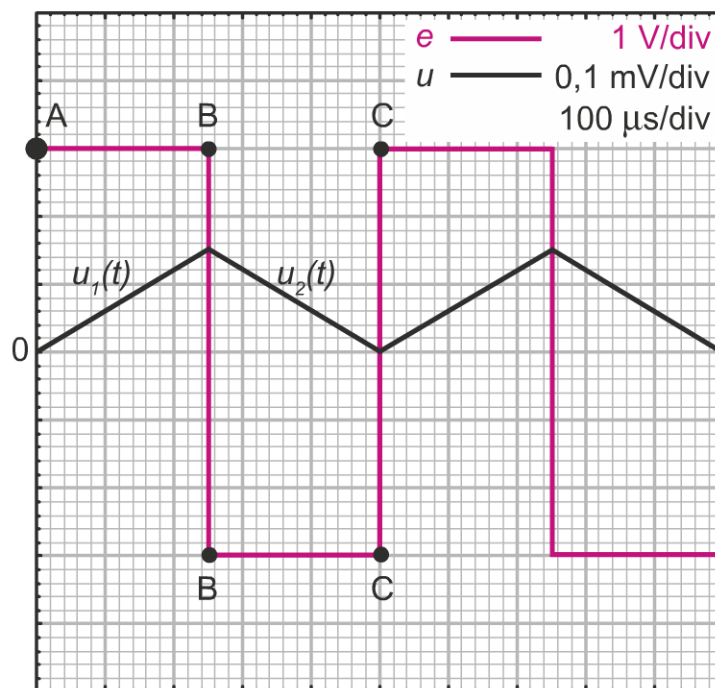 e 1 V/div
u 0,1 mV/div
100 μs/div
A B C
u₁(t) u₂(t)
0
B C